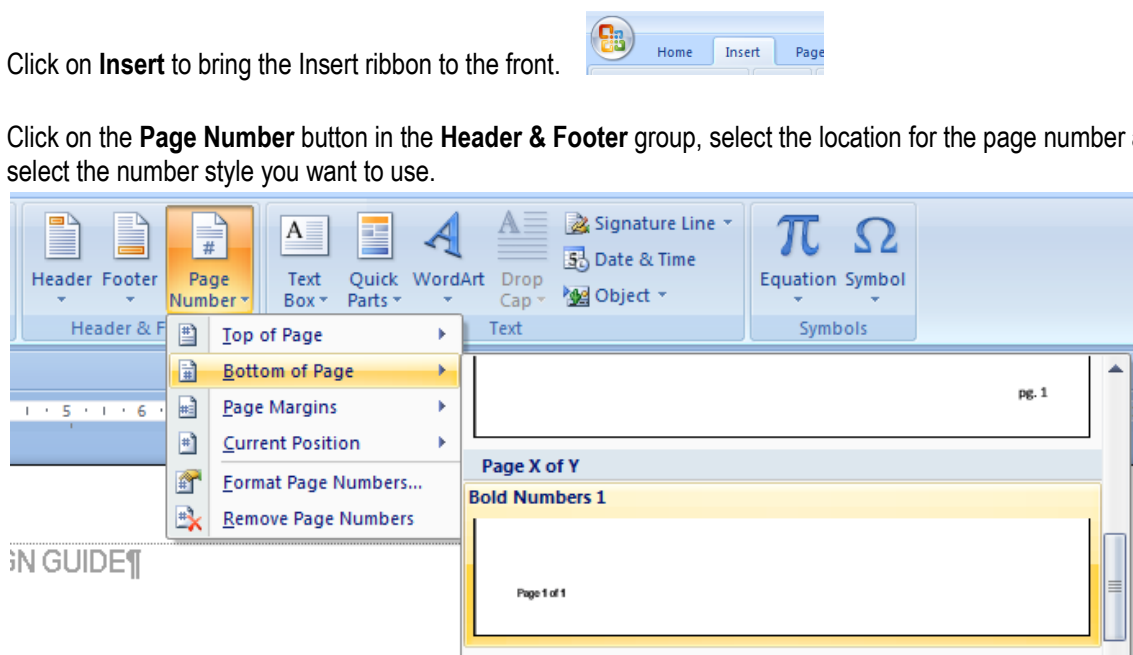 Click on Insert to bring the Insert ribbon to the front.
Home Insert Page
Click on the Page Number button in the Header & Footer group, select the location for the page number
select the number style you want to use.
Header Footer Page Number
Text Box Quick Parts WordArt Drop Cap
Signature Line
Date & Time
Object
Equation Symbol
Header & F
Text
Symbols
Top of Page
Bottom of Page
Page Margins
Current Position
Format Page Numbers...
Remove Page Numbers
5 6
pg. 1
Page X of Y
Bold Numbers 1
Page 1 of 1
GN GUIDE¶